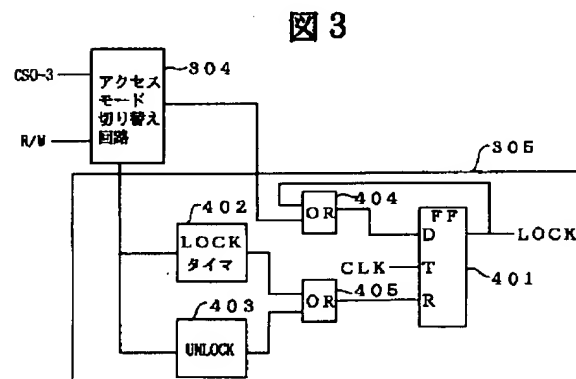 図3
CS0-3
R/W
アクセス
モード
切り替え
回路
304
305
402
LOCK
タイマ
403
UNLOCK
OR
404
OR
405
CLK
FF
D
T
R
LOCK
401